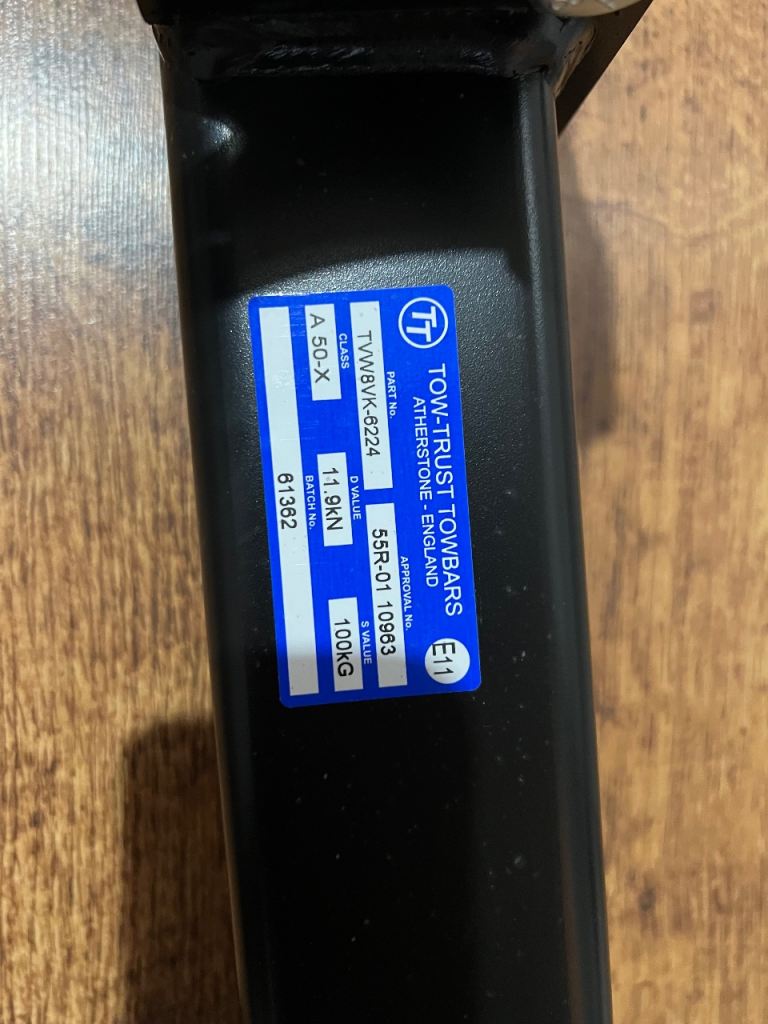 TT
TOW-TRUST TOWBARS
ATHERSTONE - ENGLAND
E11
PART No.
TVW8VK-6224
APPROVAL No.
55R-01 10963
CLASS
A 50-X
D VALUE
11.9kN
S VALUE
100kG
BATCH No.
61362